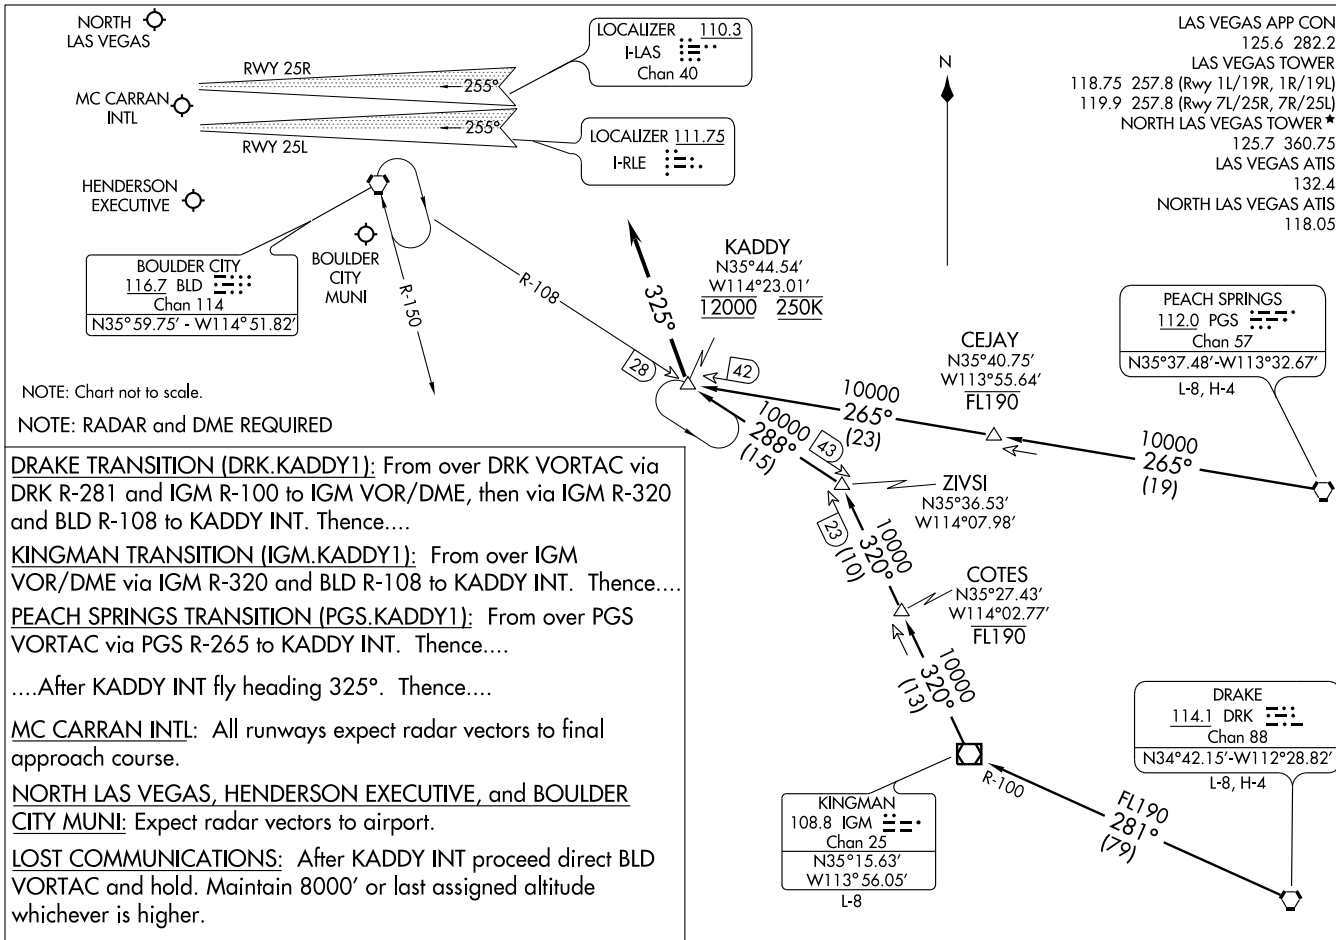 NORTH
LAS VEGAS
RWY 25R
255°
MC CARRAN
INTL
255°
RWY 25L
HENDERSON
EXECUTIVE
LOCALIZER 110.3
I-LAS
Chan 40
LOCALIZER 111.75
I-RLE
N
LAS VEGAS APP CON
125.6 282.2
LAS VEGAS TOWER
118.75 257.8 (Rwy 1L/19R, 1R/19L)
119.9 257.8 (Rwy 7L/25R, 7R/25L)
NORTH LAS VEGAS TOWER★
125.7 360.75
LAS VEGAS ATIS
132.4
NORTH LAS VEGAS ATIS
118.05
BOULDER CITY
116.7 BLD
Chan 114
N35°59.75′ - W114°51.82′
BOULDER
CITY
MUNI
R-150
R-108
325°
KADDY
N35°44.54′
W114°23.01′
12000 250K
28
42
CEJAY
N35°40.75′
W113°55.64′
FL190
PEACH SPRINGS
112.0 PGS
Chan 57
N35°37.48′-W113°32.67′
L-8, H-4
10000
265°
(23)
10000
265°
(19)
10000
288°
(15)
43
ZIVSI
N35°36.53′
W114°07.98′
23
10000
320°
(10)
COTES
N35°27.43′
W114°02.77′
FL190
10000
320°
(13)
KINGMAN
108.8 IGM
Chan 25
N35°15.63′
W113°56.05′
L-8
R-100
FL190
281°
(79)
DRAKE
114.1 DRK
Chan 88
N34°42.15′-W112°28.82′
L-8, H-4
NOTE: Chart not to scale.
NOTE: RADAR and DME REQUIRED
DRAKE TRANSITION (DRK.KADDY1): From over DRK VORTAC via
DRK R-281 and IGM R-100 to IGM VOR/DME, then via IGM R-320
and BLD R-108 to KADDY INT. Thence....
KINGMAN TRANSITION (IGM.KADDY1): From over IGM
VOR/DME via IGM R-320 and BLD R-108 to KADDY INT. Thence....
PEACH SPRINGS TRANSITION (PGS.KADDY1): From over PGS
VORTAC via PGS R-265 to KADDY INT. Thence....
....After KADDY INT fly heading 325°. Thence....
MC CARRAN INTL: All runways expect radar vectors to final
approach course.
NORTH LAS VEGAS, HENDERSON EXECUTIVE, and BOULDER
CITY MUNI: Expect radar vectors to airport.
LOST COMMUNICATIONS: After KADDY INT proceed direct BLD
VORTAC and hold. Maintain 8000′ or last assigned altitude
whichever is higher.